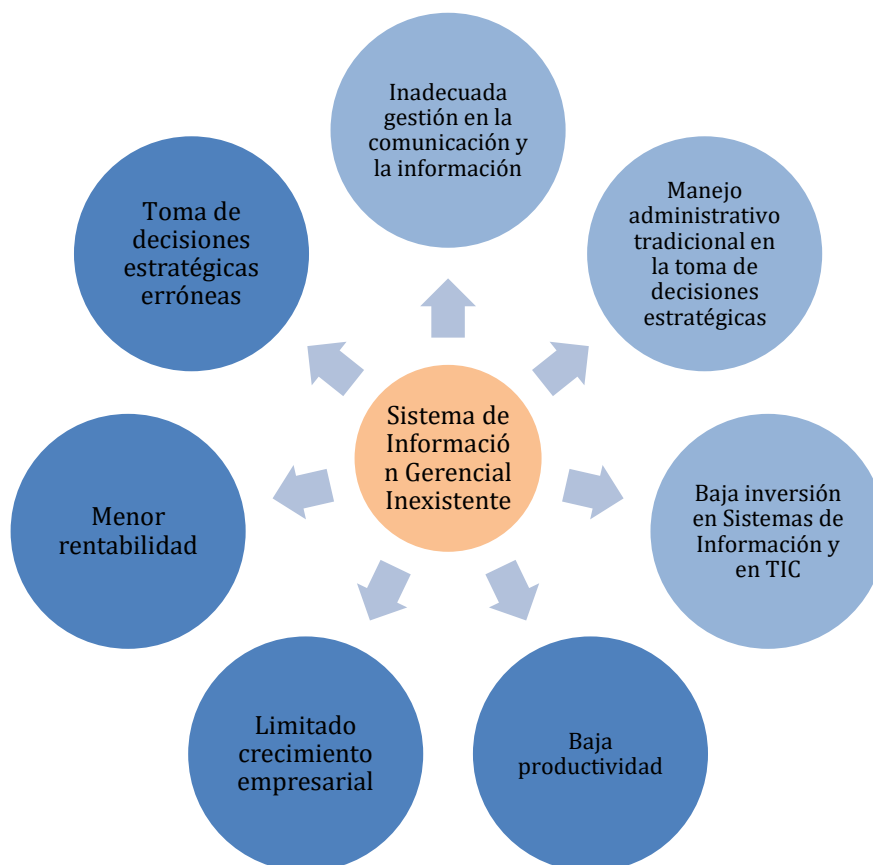 Inadecuada
gestión en la
comunicación y
la información
Manejo
administrativo
tradicional en
la toma de
decisiones
estratégicas
Baja inversión
en Sistemas de
Información y
en TIC
Baja
productividad
Limitado
crecimiento
empresarial
Menor
rentabilidad
Toma de
decisiones
estratégicas
erróneas
Sistema de
Informació
n Gerencial
Inexistente